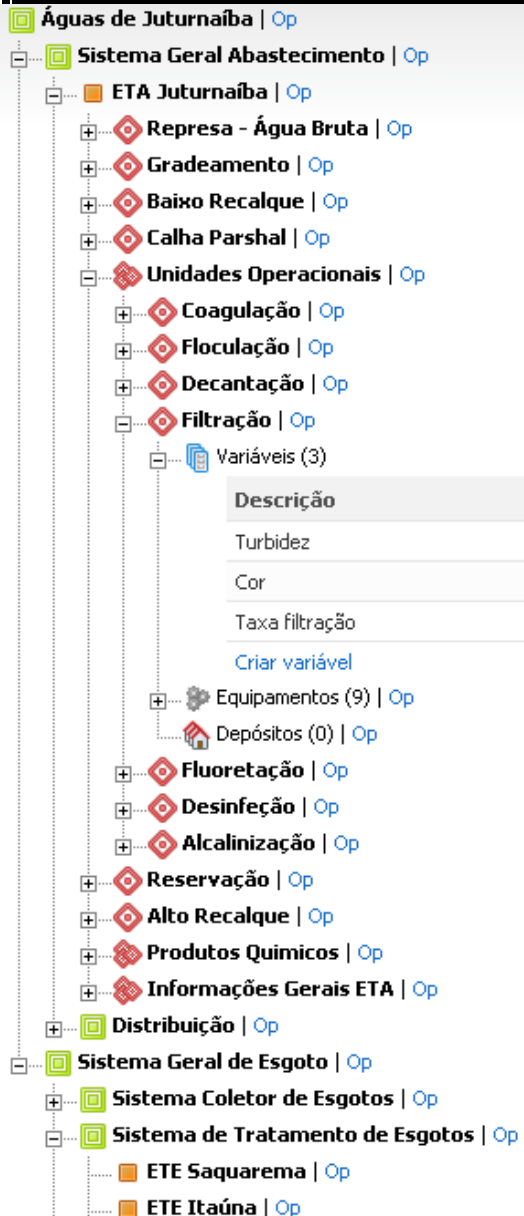 Águas de Juturnaíba | Op
Sistema Geral Abastecimento | Op
ETA Juturnaíba | Op
Represa - Água Bruta | Op
Gradeamento | Op
Baixo Recalque | Op
Calha Parshal | Op
Unidades Operacionais | Op
Coagulação | Op
Floculação | Op
Decantação | Op
Filtração | Op
Variáveis (3)
Descrição
Turbidez
Cor
Taxa filtração
Criar variável
Equipamentos (9) | Op
Depósitos (0) | Op
Fluoretação | Op
Desinfeção | Op
Alcalinização | Op
Reservação | Op
Alto Recalque | Op
Produtos Quimicos | Op
Informações Gerais ETA | Op
Distribuição | Op
Sistema Geral de Esgoto | Op
Sistema Coletor de Esgotos | Op
Sistema de Tratamento de Esgotos | Op
ETE Saquarema | Op
ETE Itaúna | Op